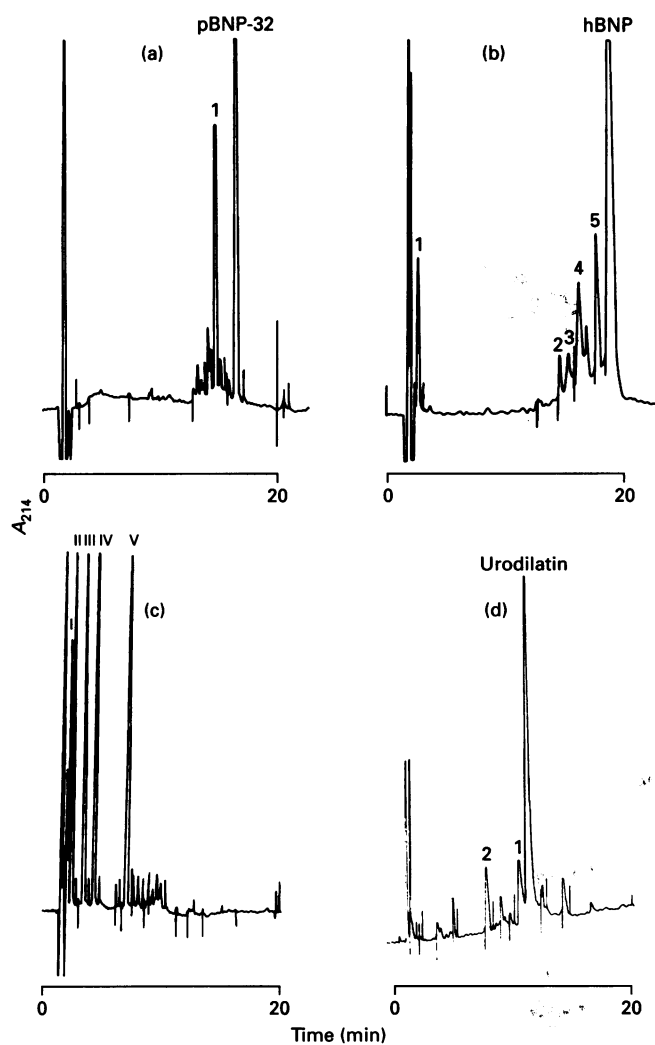 pBNP-32
hBNP
(a)
(b)
1
1
5
4
2
3
0
20
0
20
A214
I
II III IV
V
(c)
Urodilatin
(d)
2
1
0
20
0
20
Time (min)